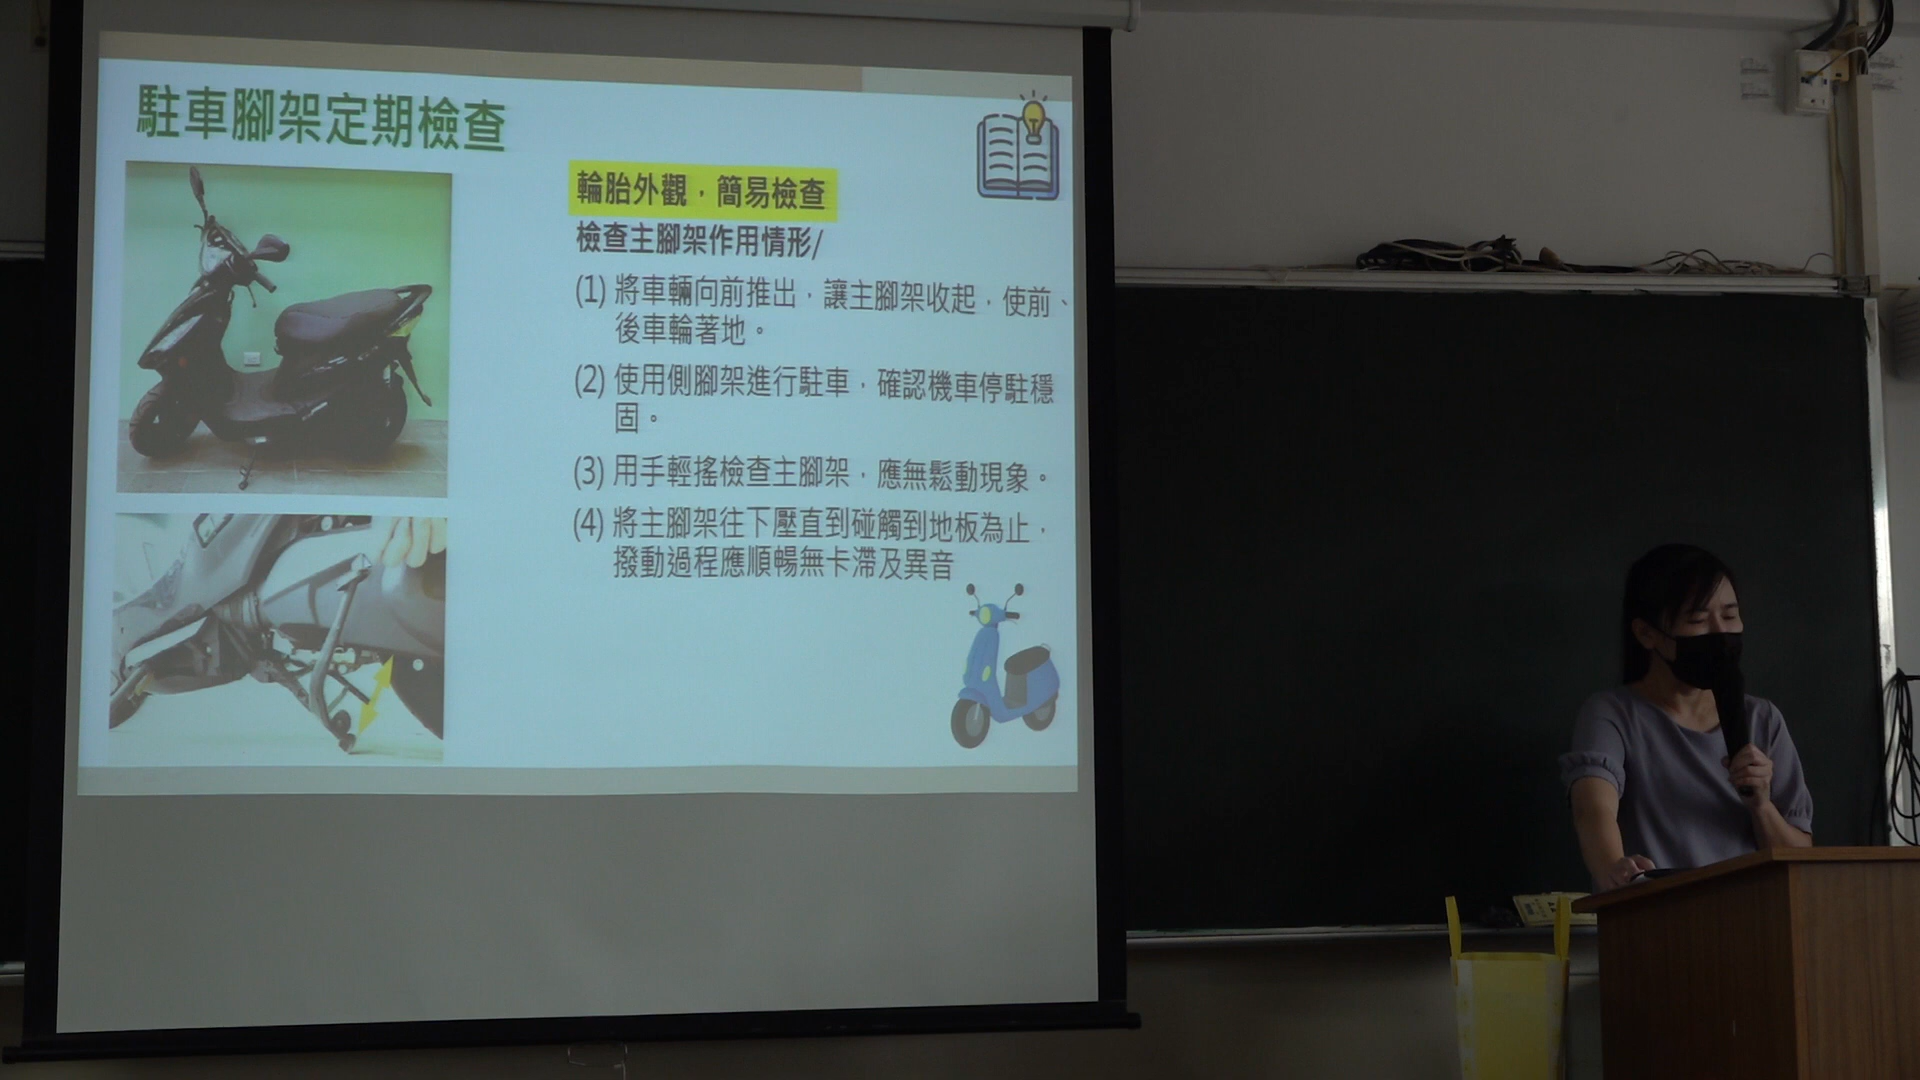 駐車腳架定期檢查
輪胎外觀，簡易檢查
檢查主腳架作用情形/
(1) 將車輛向前推出，讓主腳架收起，使前、
後車輪著地。
(2) 使用側腳架進行駐車，確認機車停駐穩
固。
(3) 用手輕搖檢查主腳架，應無鬆動現象。
(4) 將主腳架往下壓直到碰觸到地板為止，
撥動過程應順暢無卡滯及異音